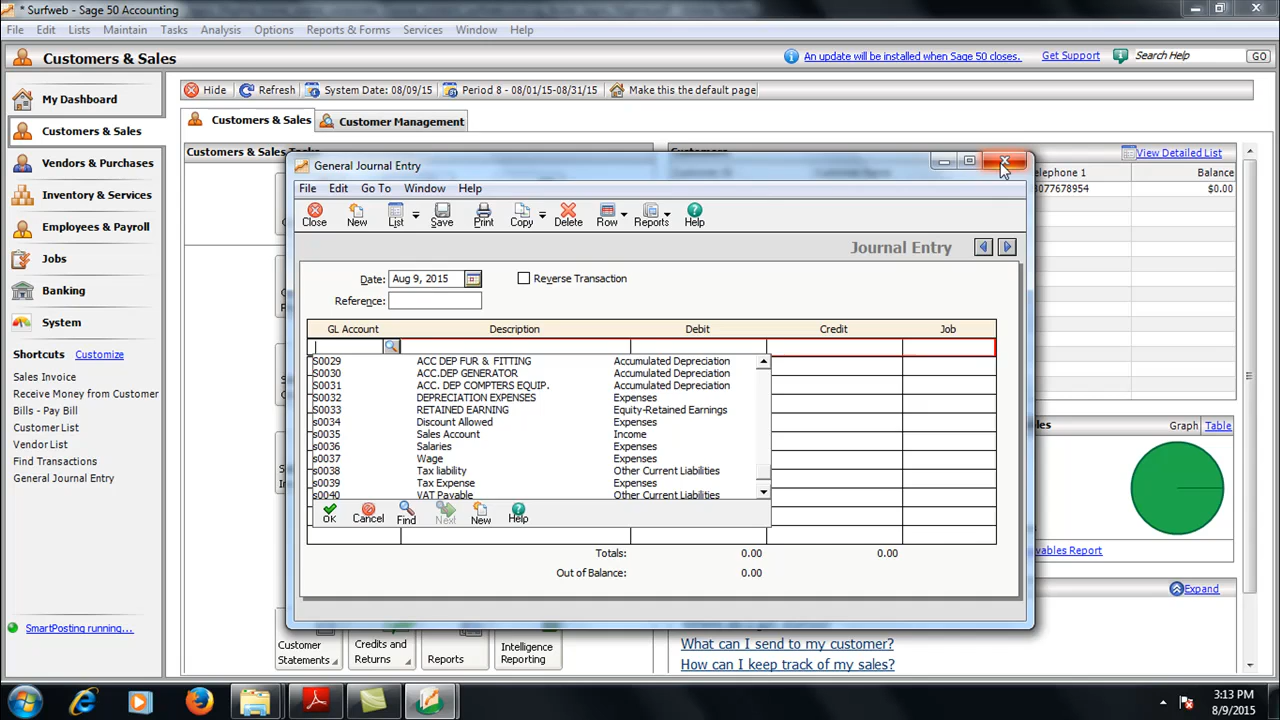 * Surfweb - Sage 50 Accounting
File Edit Lists Maintain Tasks Analysis Options Reports & Forms Services Window Help
Customers & Sales
An update will be installed when Sage 50 closes. Get Support Search Help GO
Hide Refresh System Date: 08/09/15 Period 8 - 08/01/15-08/31/15 Make this the default page
My Dashboard
Customers & Sales
Vendors & Purchases
Inventory & Services
Employees & Payroll
Jobs
Banking
System
Shortcuts Customize
Sales Invoice
Receive Money from Customer
Bills - Pay Bill
Customer List
Vendor List
Find Transactions
General Journal Entry
SmartPosting running...
Customers & Sales Customer Management
Customers & Sales Tasks
Customers View Detailed List
Customer ID Customer Name elephone 1 Balance
8077678954 $0.00
General Journal Entry
File Edit Go To Window Help
Close New List Save Print Copy Delete Row Reports Help
Journal Entry
Date: Aug 9, 2015 Reverse Transaction
Reference:
GL Account Description Debit Credit Job
S0029 ACC DEP FUR & FITTING Accumulated Depreciation
S0030 ACC.DEP GENERATOR Accumulated Depreciation
S0031 ACC. DEP COMPTERS EQUIP. Accumulated Depreciation
S0032 DEPRECIATION EXPENSES Expenses
S0033 RETAINED EARNING Equity-Retained Earnings
s0034 Discount Allowed Expenses
s0035 Sales Account Income
s0036 Salaries Expenses
s0037 Wage Expenses
s0038 Tax liability Other Current Liabilities
s0039 Tax Expense Expenses
s0040 VAT Payable Other Current Liabilities
OK Cancel Find Next New Help
Totals: 0.00 0.00
Out of Balance: 0.00
les Graph Table
vables Report
Expand
Customer Statements
Credits and Returns
Reports
Intelligence Reporting
What can I send to my customer?
How can I keep track of my sales?
3:13 PM
8/9/2015